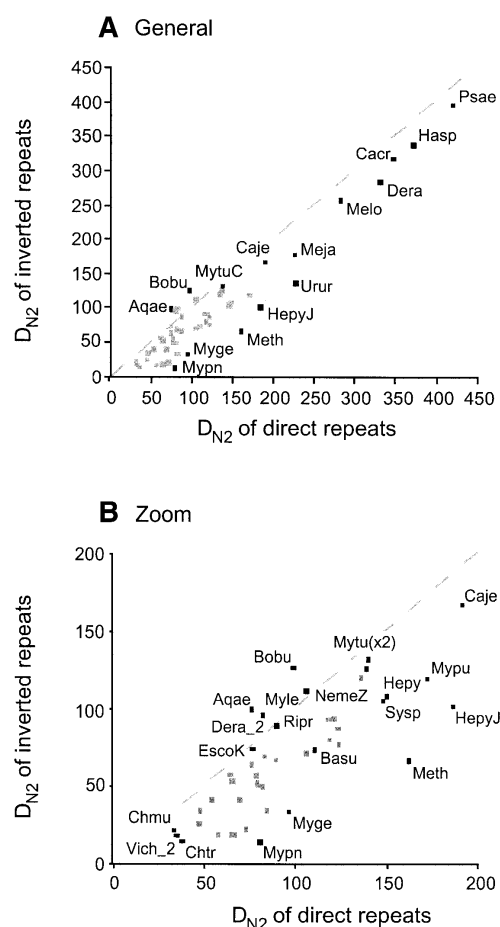 A General
450
400
350
300
250
200
150
100
50
0
D_N2 of inverted repeats
Psae
Hasp
Cacr
Dera
Melo
Caje
Meja
MytuC
Bobu
Urur
Aqae
HepyJ
Meth
Myge
Mypn
0 50 100 150 200 250 300 350 400 450
D_N2 of direct repeats
B Zoom
200
150
100
50
0
D_N2 of inverted repeats
Caje
Mytu(x2)
Bobu
Mypu
Hepy
Aqae
Myle
NemeZ
Dera_2
Ripr
Sysp
HepyJ
EscoK
Basu
Meth
Chmu
Myge
Vich_2
Chtr
Mypn
0 50 100 150 200
D_N2 of direct repeats